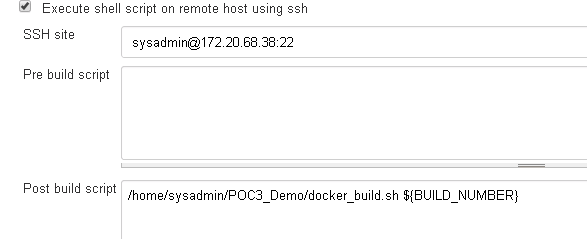 Execute shell script on remote host using ssh
SSH site
sysadmin@172.20.68.38:22
Pre build script
Post build script
/home/sysadmin/POC3_Demo/docker_build.sh ${BUILD_NUMBER}